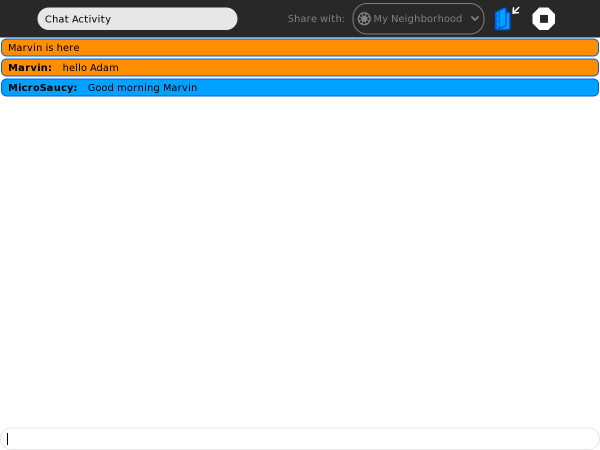 Chat Activity
Share with: My Neighborhood
Marvin is here
Marvin: hello Adam
MicroSaucy: Good morning Marvin